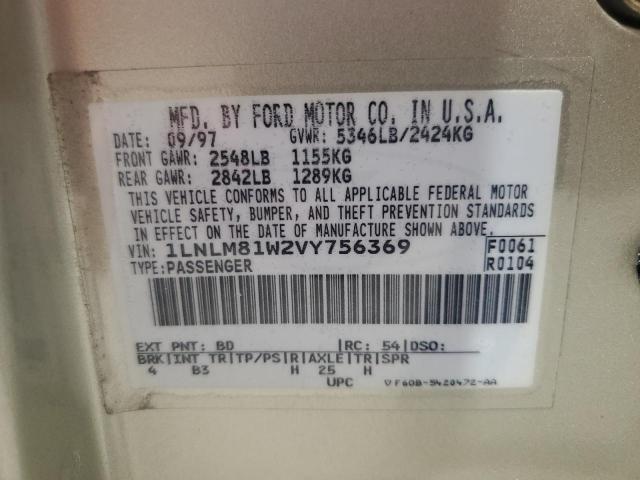 MFD. BY FORD MOTOR CO. IN U.S.A.
DATE: 09/97 GVWR: 5346LB/2424KG
FRONT GAWR: 2548LB 1155KG
REAR GAWR: 2842LB 1289KG
THIS VEHICLE CONFORMS TO ALL APPLICABLE FEDERAL MOTOR
VEHICLE SAFETY, BUMPER, AND THEFT PREVENTION STANDARDS
IN EFFECT ON THE DATE OF MANUFACTURE SHOWN ABOVE.
VIN: 1LNLM81W2VY756369 F0061
TYPE: PASSENGER R0104
EXT PNT: BD |RC: 54|DSO:
BRK|INT TR|TP/PS|R|AXLE|TR|SPR
4 B3 H 25 H
UPC F60B-5420472-AA